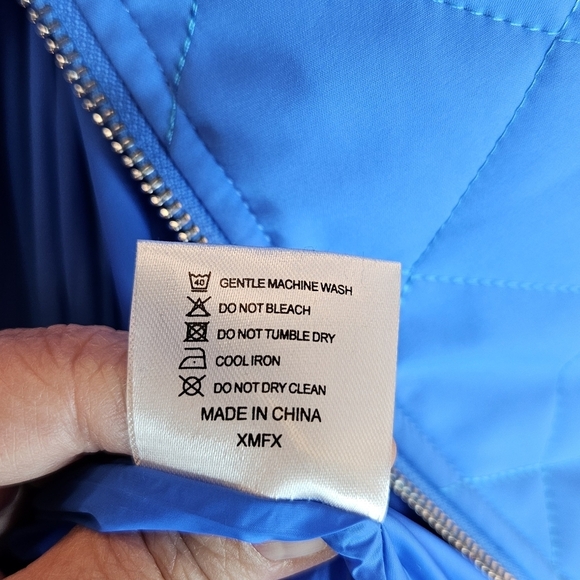 40 GENTLE MACHINE WASH
DO NOT BLEACH
DO NOT TUMBLE DRY
COOL IRON
DO NOT DRY CLEAN
MADE IN CHINA
XMFX